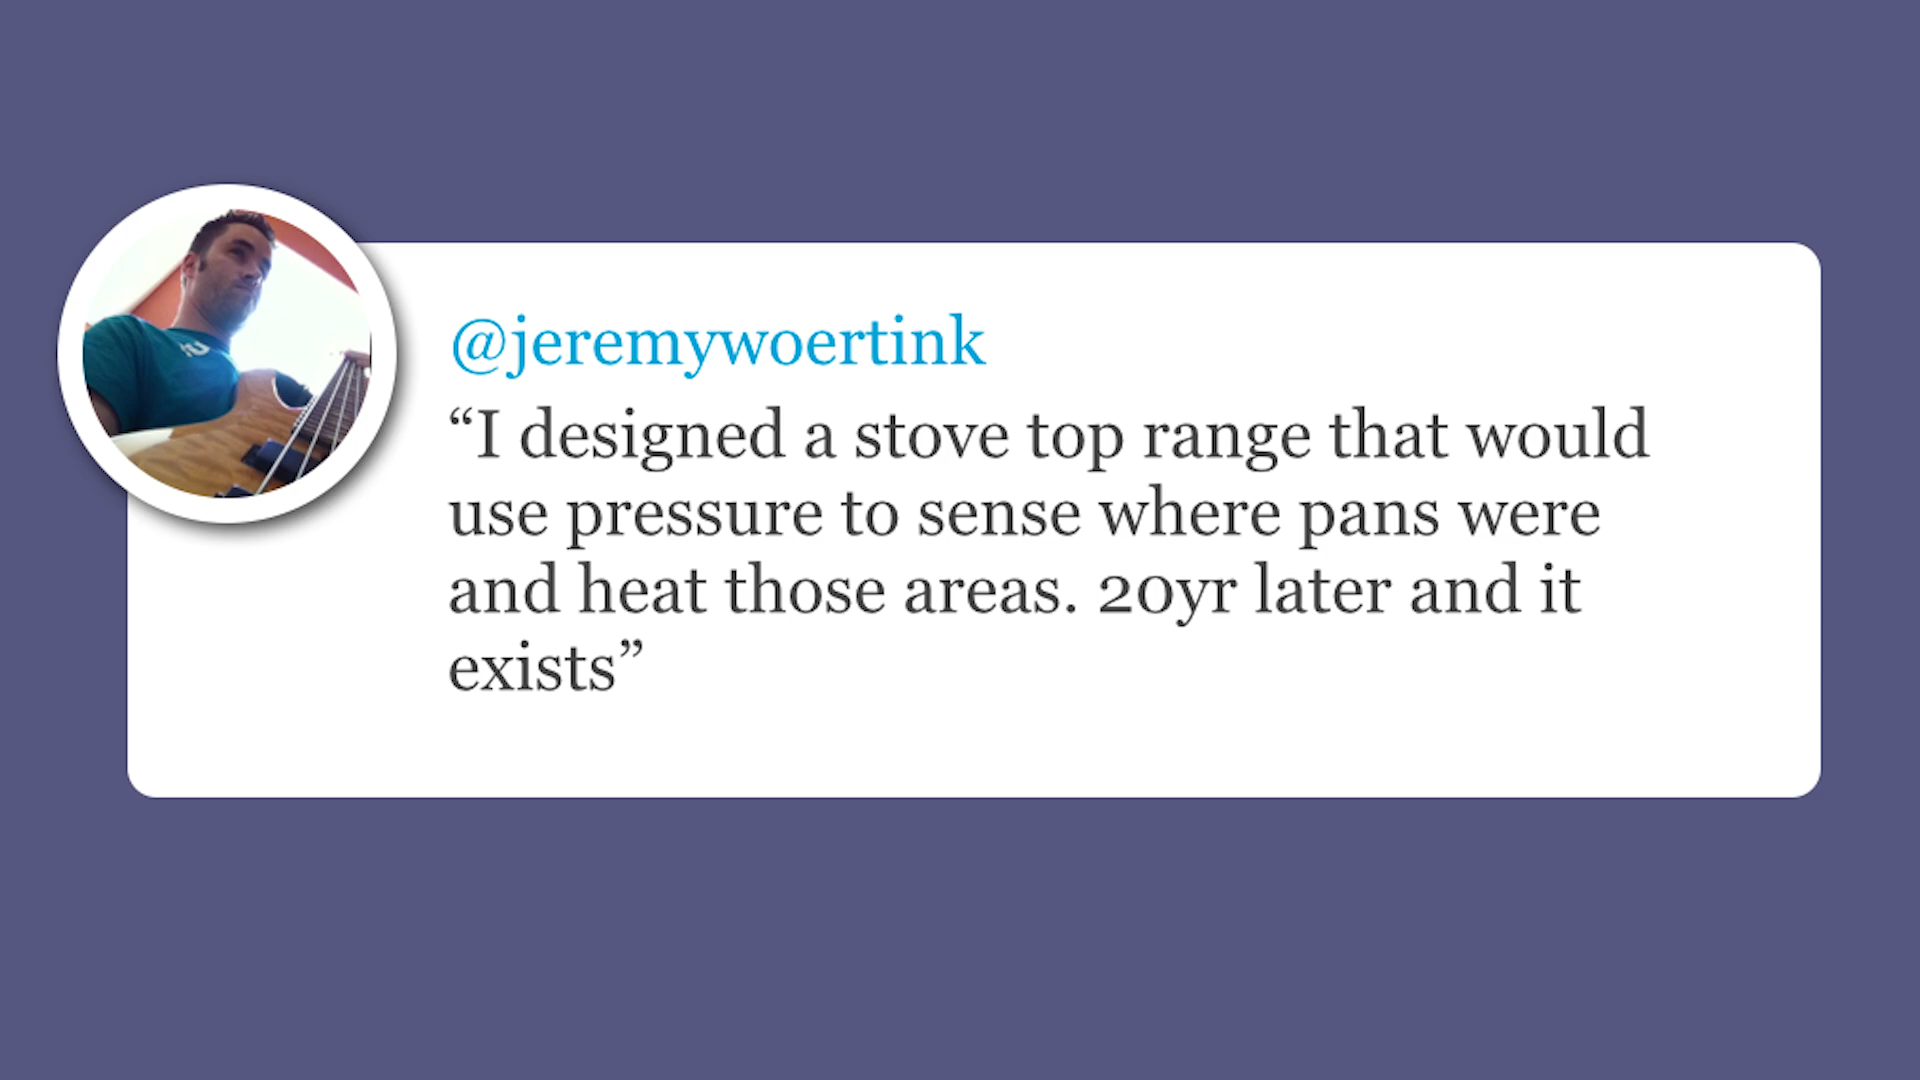 @jeremywoertink
“I designed a stove top range that would
use pressure to sense where pans were
and heat those areas. 20yr later and it
exists”